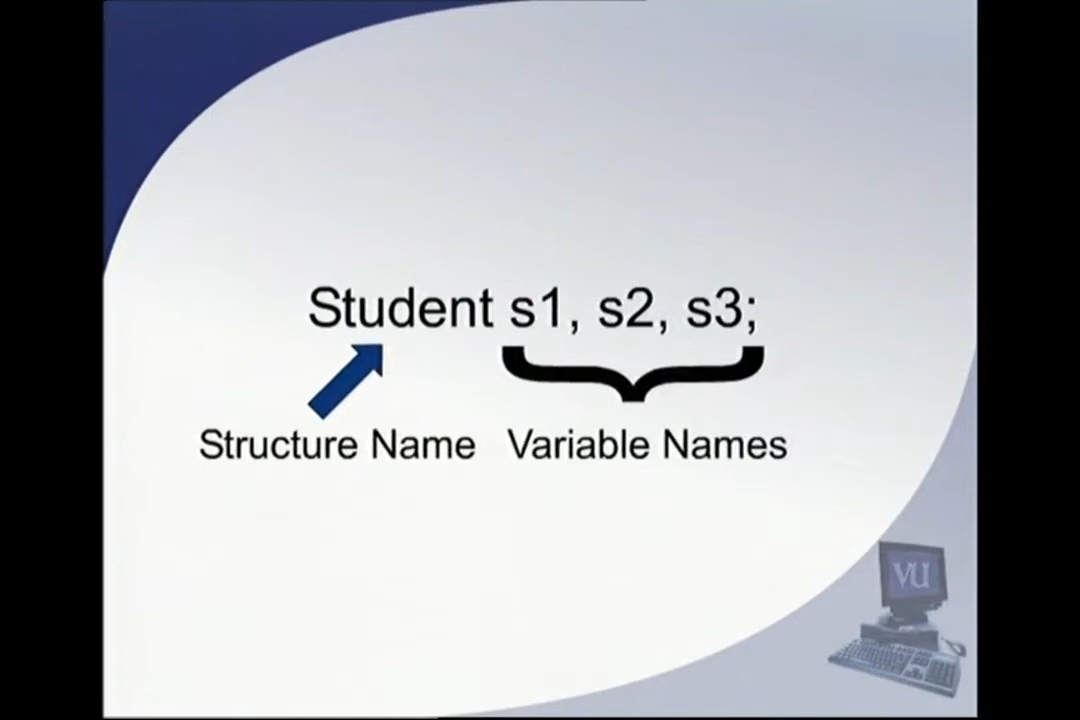 Student s1, s2, s3;
Structure Name Variable Names
VU